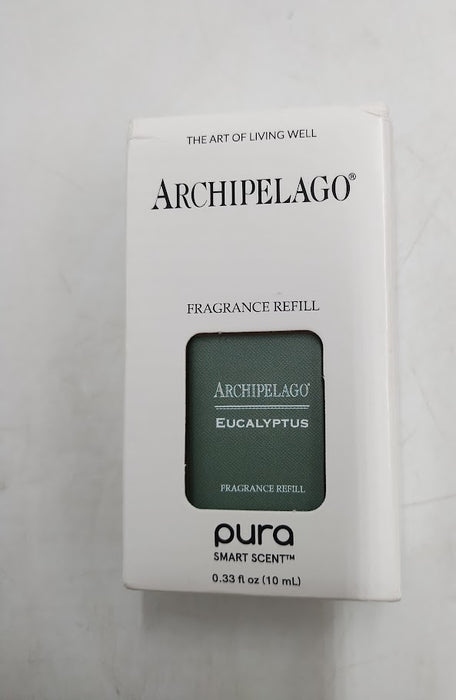 THE ART OF LIVING WELL
ARCHIPELAGO®
FRAGRANCE REFILL
ARCHIPELAGO®
EUCALYPTUS
FRAGRANCE REFILL
pura
SMART SCENT™
0.33 fl oz (10 mL)